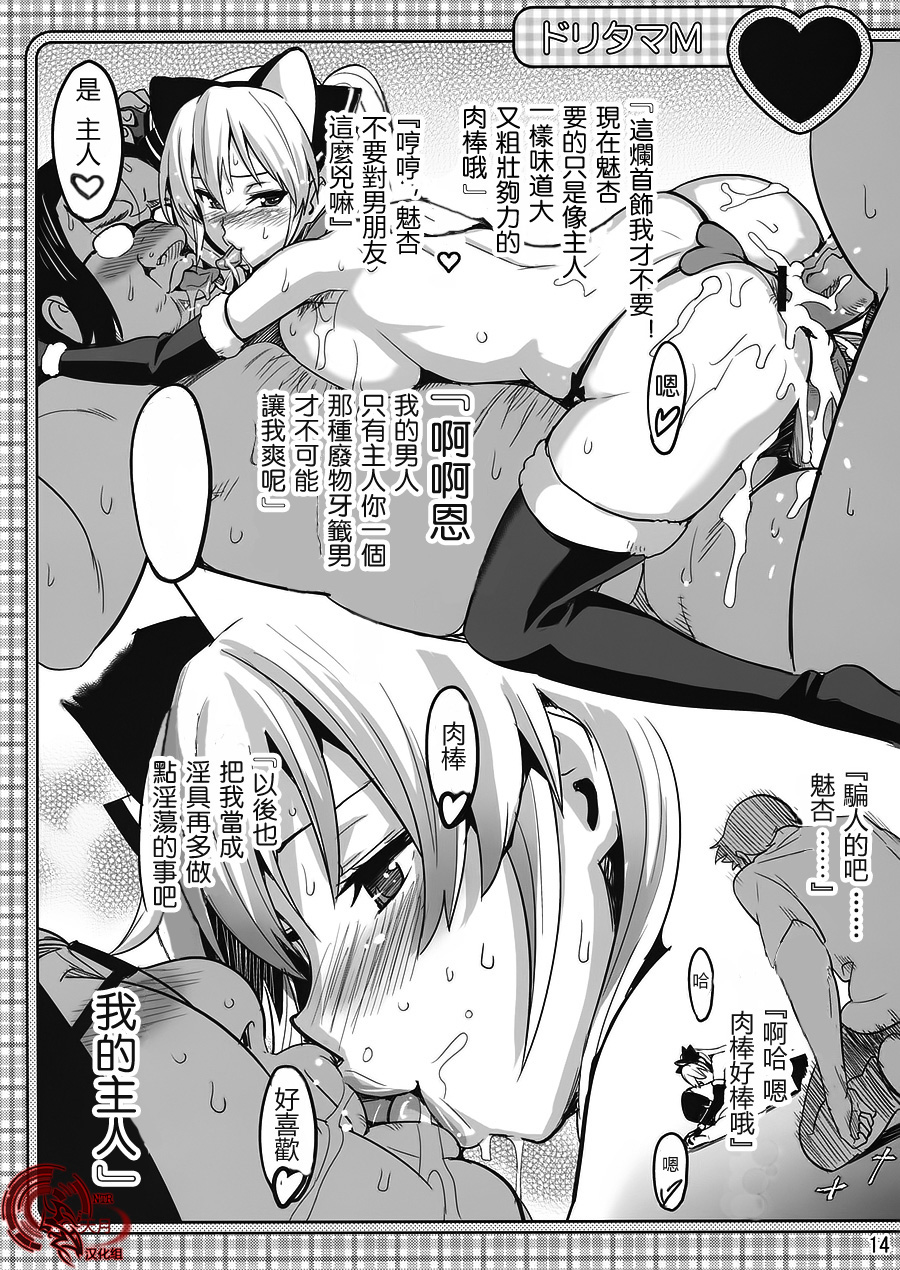 ドリタマM
『這爛首飾我才不要！
現在魅杏
要的只是像主人
一樣味道大
又粗壯夠力的
肉棒哦』
『哼哼 魅杏
不要對男朋友
這麼兇嘛』
是 主人♡
嗯♡
『啊啊恩
我的男人
只有主人你一個
那種廢物牙籤男
才不可能
讓我爽呢』
『騙人的吧……
魅杏……』
肉棒♡
『以後也
把我當成
淫具再多做
點淫蕩的事吧
哈
『啊哈 嗯
肉棒好棒哦』
嗯♡
好喜歡♡
我的主人』
NTR
汉化组
14